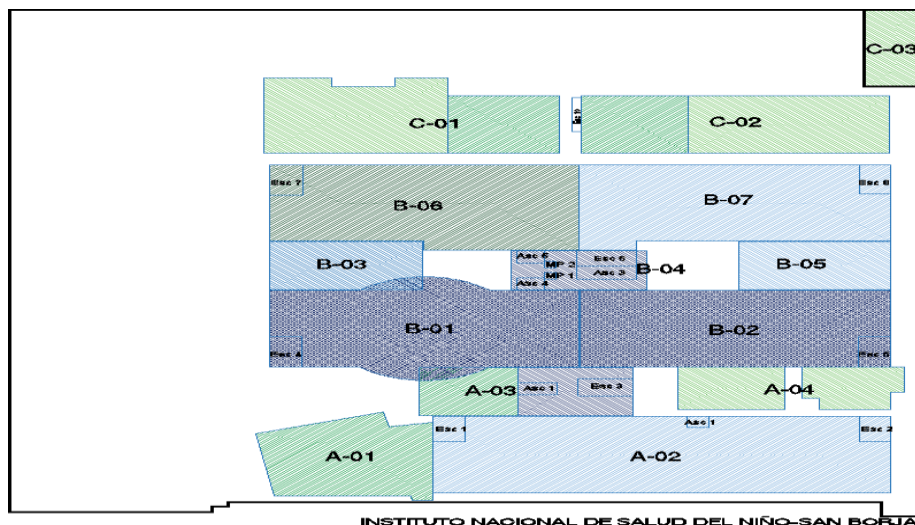 C-03
C-01
C-02
Esc 7
Esc 8
B-06
B-07
B-03
Asc 5
MP 2
Esc 6
B-04
B-05
MP 1
Asc 3
Asc 4
B-01
B-02
Esc 4
Esc 5
A-03
Asc 1
Esc 3
A-04
Esc 1
Asc 1
Esc 2
A-01
A-02
INSTITUTO NACIONAL DE SALUD DEL NIÑO-SAN BORJA